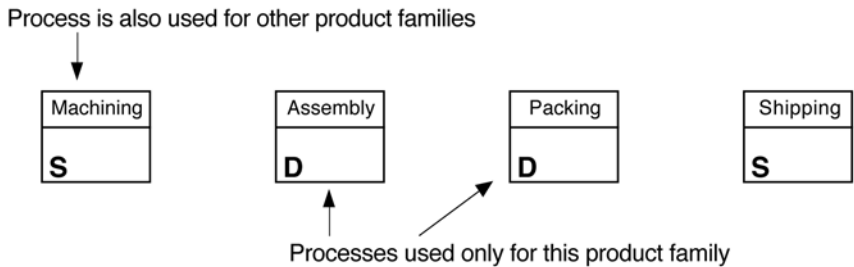 Process is also used for other product families
Machining
Assembly
Packing
Shipping
S
D
D
S
Processes used only for this product family